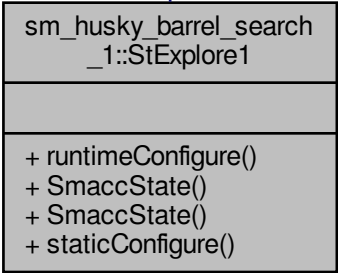 sm_husky_barrel_search
_1::StExplore1
+ runtimeConfigure()
+ SmaccState()
+ SmaccState()
+ staticConfigure()